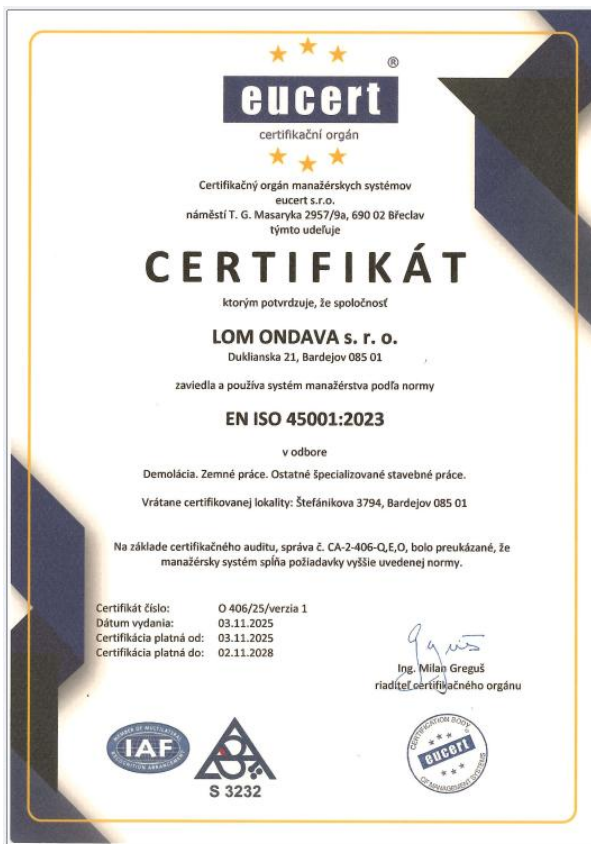 ®
eucert
certifikační orgán
Certifikačný orgán manažérskych systémov
eucert s.r.o.
náměstí T. G. Masaryka 2957/9a, 690 02 Břeclav
týmto udeľuje
CERTIFIKÁT
ktorým potvrdzuje, že spoločnosť
LOM ONDAVA s. r. o.
Duklianska 21, Bardejov 085 01
zaviedla a používa systém manažérstva podľa normy
EN ISO 45001:2023
v odbore
Demolácia. Zemné práce. Ostatné špecializované stavebné práce.
Vrátane certifikovanej lokality: Štefánikova 3794, Bardejov 085 01
Na základe certifikačného auditu, správa č. CA-2-406-Q,E,O, bolo preukázané, že
manažérsky systém spĺňa požiadavky vyššie uvedenej normy.
Certifikát číslo: O 406/25/verzia 1
Dátum vydania: 03.11.2025
Certifikácia platná od: 03.11.2025
Certifikácia platná do: 02.11.2028
Ing. Milan Greguš
riaditeľ certifikačného orgánu
MEMBER OF MULTILATERAL
IAF
RECOGNITION ARRANGEMENT
S 3232
CERTIFICATION BODY
eucert
OF MANAGEMENT SYSTEMS